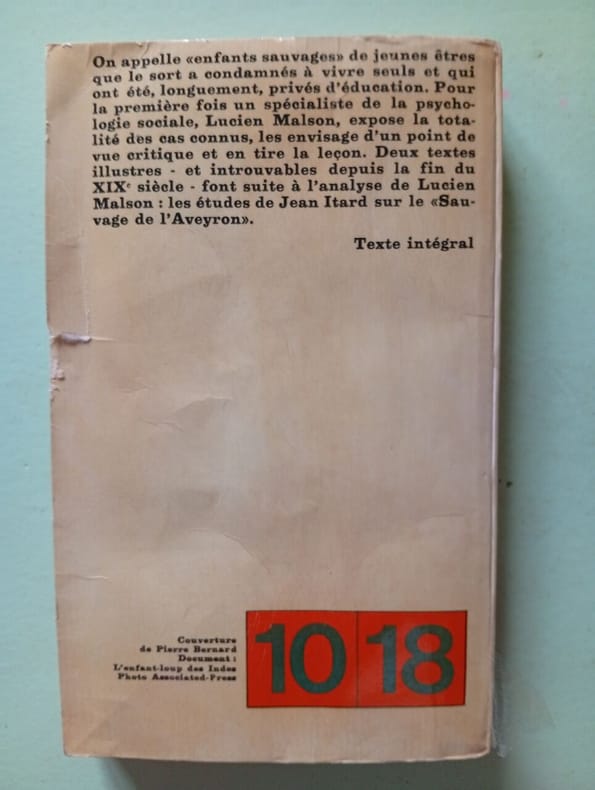 On appelle «enfants sauvages» de jeunes êtres
que le sort a condamnés à vivre seuls et qui
ont été, longuement, privés d'éducation. Pour
la première fois un spécialiste de la psycho-
logie sociale, Lucien Malson, expose la tota-
lité des cas connus, les envisage d'un point de
vue critique et en tire la leçon. Deux textes
illustres - et introuvables depuis la fin du
XIXe siècle - font suite à l'analyse de Lucien
Malson : les études de Jean Itard sur le «Sau-
vage de l'Aveyron».
Texte intégral
Couverture
de Pierre Bernard
Document :
L'enfant-loup des Indes
Photo Associated-Press
10 18